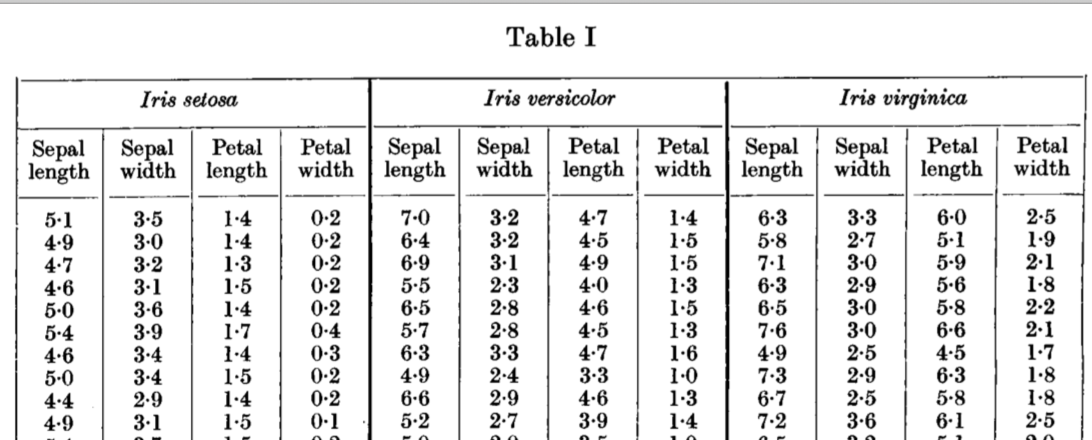 Table I
Iris setosa Iris versicolor Iris virginica
Sepal length Sepal width Petal length Petal width Sepal length Sepal width Petal length Petal width Sepal length Sepal width Petal length Petal width
5·1 3·5 1·4 0·2 7·0 3·2 4·7 1·4 6·3 3·3 6·0 2·5
4·9 3·0 1·4 0·2 6·4 3·2 4·5 1·5 5·8 2·7 5·1 1·9
4·7 3·2 1·3 0·2 6·9 3·1 4·9 1·5 7·1 3·0 5·9 2·1
4·6 3·1 1·5 0·2 5·5 2·3 4·0 1·3 6·3 2·9 5·6 1·8
5·0 3·6 1·4 0·2 6·5 2·8 4·6 1·5 6·5 3·0 5·8 2·2
5·4 3·9 1·7 0·4 5·7 2·8 4·5 1·3 7·6 3·0 6·6 2·1
4·6 3·4 1·4 0·3 6·3 3·3 4·7 1·6 4·9 2·5 4·5 1·7
5·0 3·4 1·5 0·2 4·9 2·4 3·3 1·0 7·3 2·9 6·3 1·8
4·4 2·9 1·4 0·2 6·6 2·9 4·6 1·3 6·7 2·5 5·8 1·8
4·9 3·1 1·5 0·1 5·2 2·7 3·9 1·4 7·2 3·6 6·1 2·5